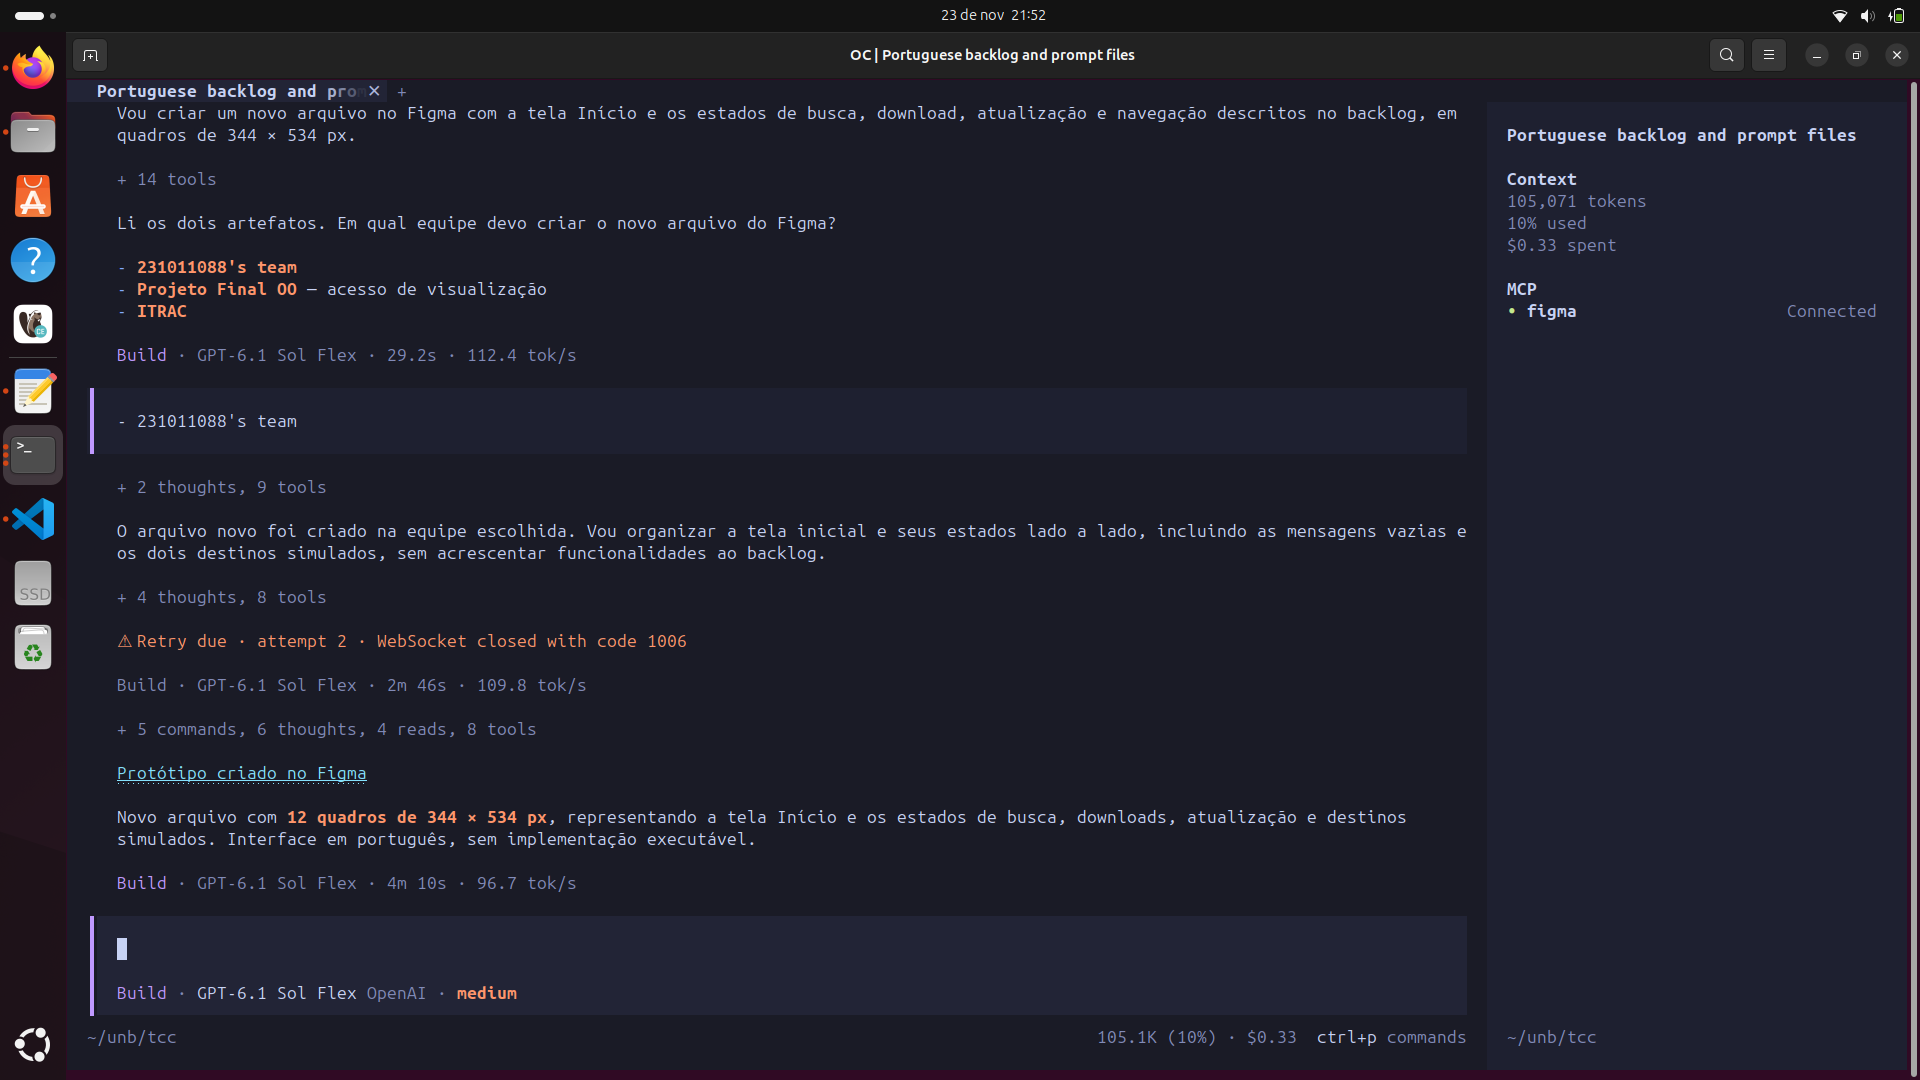 23 de nov 21:52
OC | Portuguese backlog and prompt files
Portuguese backlog and prom
Vou criar um novo arquivo no Figma com a tela Início e os estados de busca, download, atualização e navegação descritos no backlog, em
quadros de 344 × 534 px.
+ 14 tools
Li os dois artefatos. Em qual equipe devo criar o novo arquivo do Figma?
- 231011088's team
- Projeto Final OO — acesso de visualização
- ITRAC
Build · GPT-6.1 Sol Flex · 29.2s · 112.4 tok/s
- 231011088's team
+ 2 thoughts, 9 tools
O arquivo novo foi criado na equipe escolhida. Vou organizar a tela inicial e seus estados lado a lado, incluindo as mensagens vazias e
os dois destinos simulados, sem acrescentar funcionalidades ao backlog.
+ 4 thoughts, 8 tools
⚠ Retry due · attempt 2 · WebSocket closed with code 1006
Build · GPT-6.1 Sol Flex · 2m 46s · 109.8 tok/s
+ 5 commands, 6 thoughts, 4 reads, 8 tools
Protótipo criado no Figma
Novo arquivo com 12 quadros de 344 × 534 px, representando a tela Início e os estados de busca, downloads, atualização e destinos
simulados. Interface em português, sem implementação executável.
Build · GPT-6.1 Sol Flex · 4m 10s · 96.7 tok/s
Build · GPT-6.1 Sol Flex OpenAI · medium
~/unb/tcc
105.1K (10%) · $0.33 ctrl+p commands
Portuguese backlog and prompt files
Context
105,071 tokens
10% used
$0.33 spent
MCP
• figma Connected
~/unb/tcc
SSD